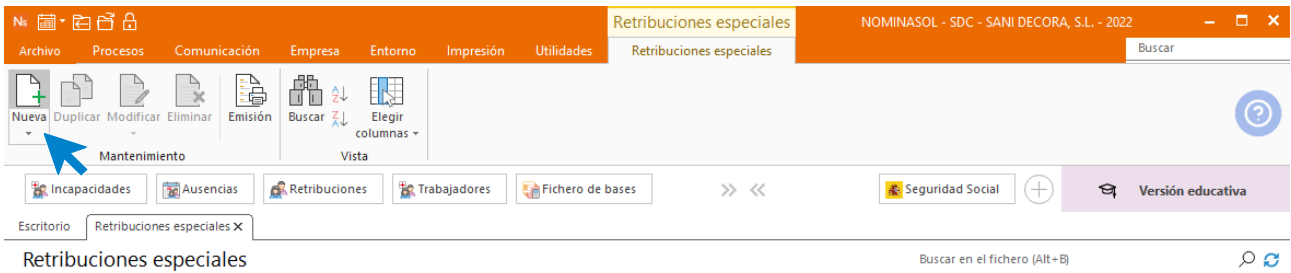 Ns Retribuciones especiales NOMINASOL - SDC - SANI DECORA, S.L. - 2022
Archivo Procesos Comunicación Empresa Entorno Impresión Utilidades Retribuciones especiales Buscar
Nueva Duplicar Modificar Eliminar Emisión Buscar Elegir
columnas
Mantenimiento Vista
Incapacidades Ausencias Retribuciones Trabajadores Fichero de bases Seguridad Social Versión educativa
Escritorio Retribuciones especiales X
Retribuciones especiales Buscar en el fichero (Alt+B)